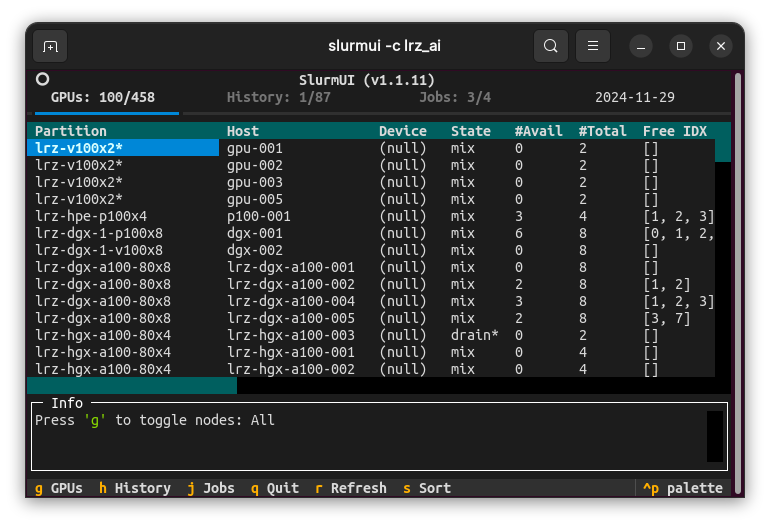 slurmui -c lrz_ai
SlurmUI (v1.1.11)
GPUs: 100/458 History: 1/87 Jobs: 3/4 2024-11-29
Partition Host Device State #Avail #Total Free IDX
lrz-v100x2* gpu-001 (null) mix 0 2 []
lrz-v100x2* gpu-002 (null) mix 0 2 []
lrz-v100x2* gpu-003 (null) mix 0 2 []
lrz-v100x2* gpu-005 (null) mix 0 2 []
lrz-hpe-p100x4 p100-001 (null) mix 3 4 [1, 2, 3]
lrz-dgx-1-p100x8 dgx-001 (null) mix 6 8 [0, 1, 2,
lrz-dgx-1-v100x8 dgx-002 (null) mix 0 8 []
lrz-dgx-a100-80x8 lrz-dgx-a100-001 (null) mix 0 8 []
lrz-dgx-a100-80x8 lrz-dgx-a100-002 (null) mix 2 8 [1, 2]
lrz-dgx-a100-80x8 lrz-dgx-a100-004 (null) mix 3 8 [1, 2, 3]
lrz-dgx-a100-80x8 lrz-dgx-a100-005 (null) mix 2 8 [3, 7]
lrz-hgx-a100-80x4 lrz-hgx-a100-003 (null) drain* 0 2 []
lrz-hgx-a100-80x4 lrz-hgx-a100-001 (null) mix 0 4 []
lrz-hgx-a100-80x4 lrz-hgx-a100-002 (null) mix 0 4 []
Info
Press 'g' to toggle nodes: All
g GPUs h History j Jobs q Quit r Refresh s Sort ^p palette